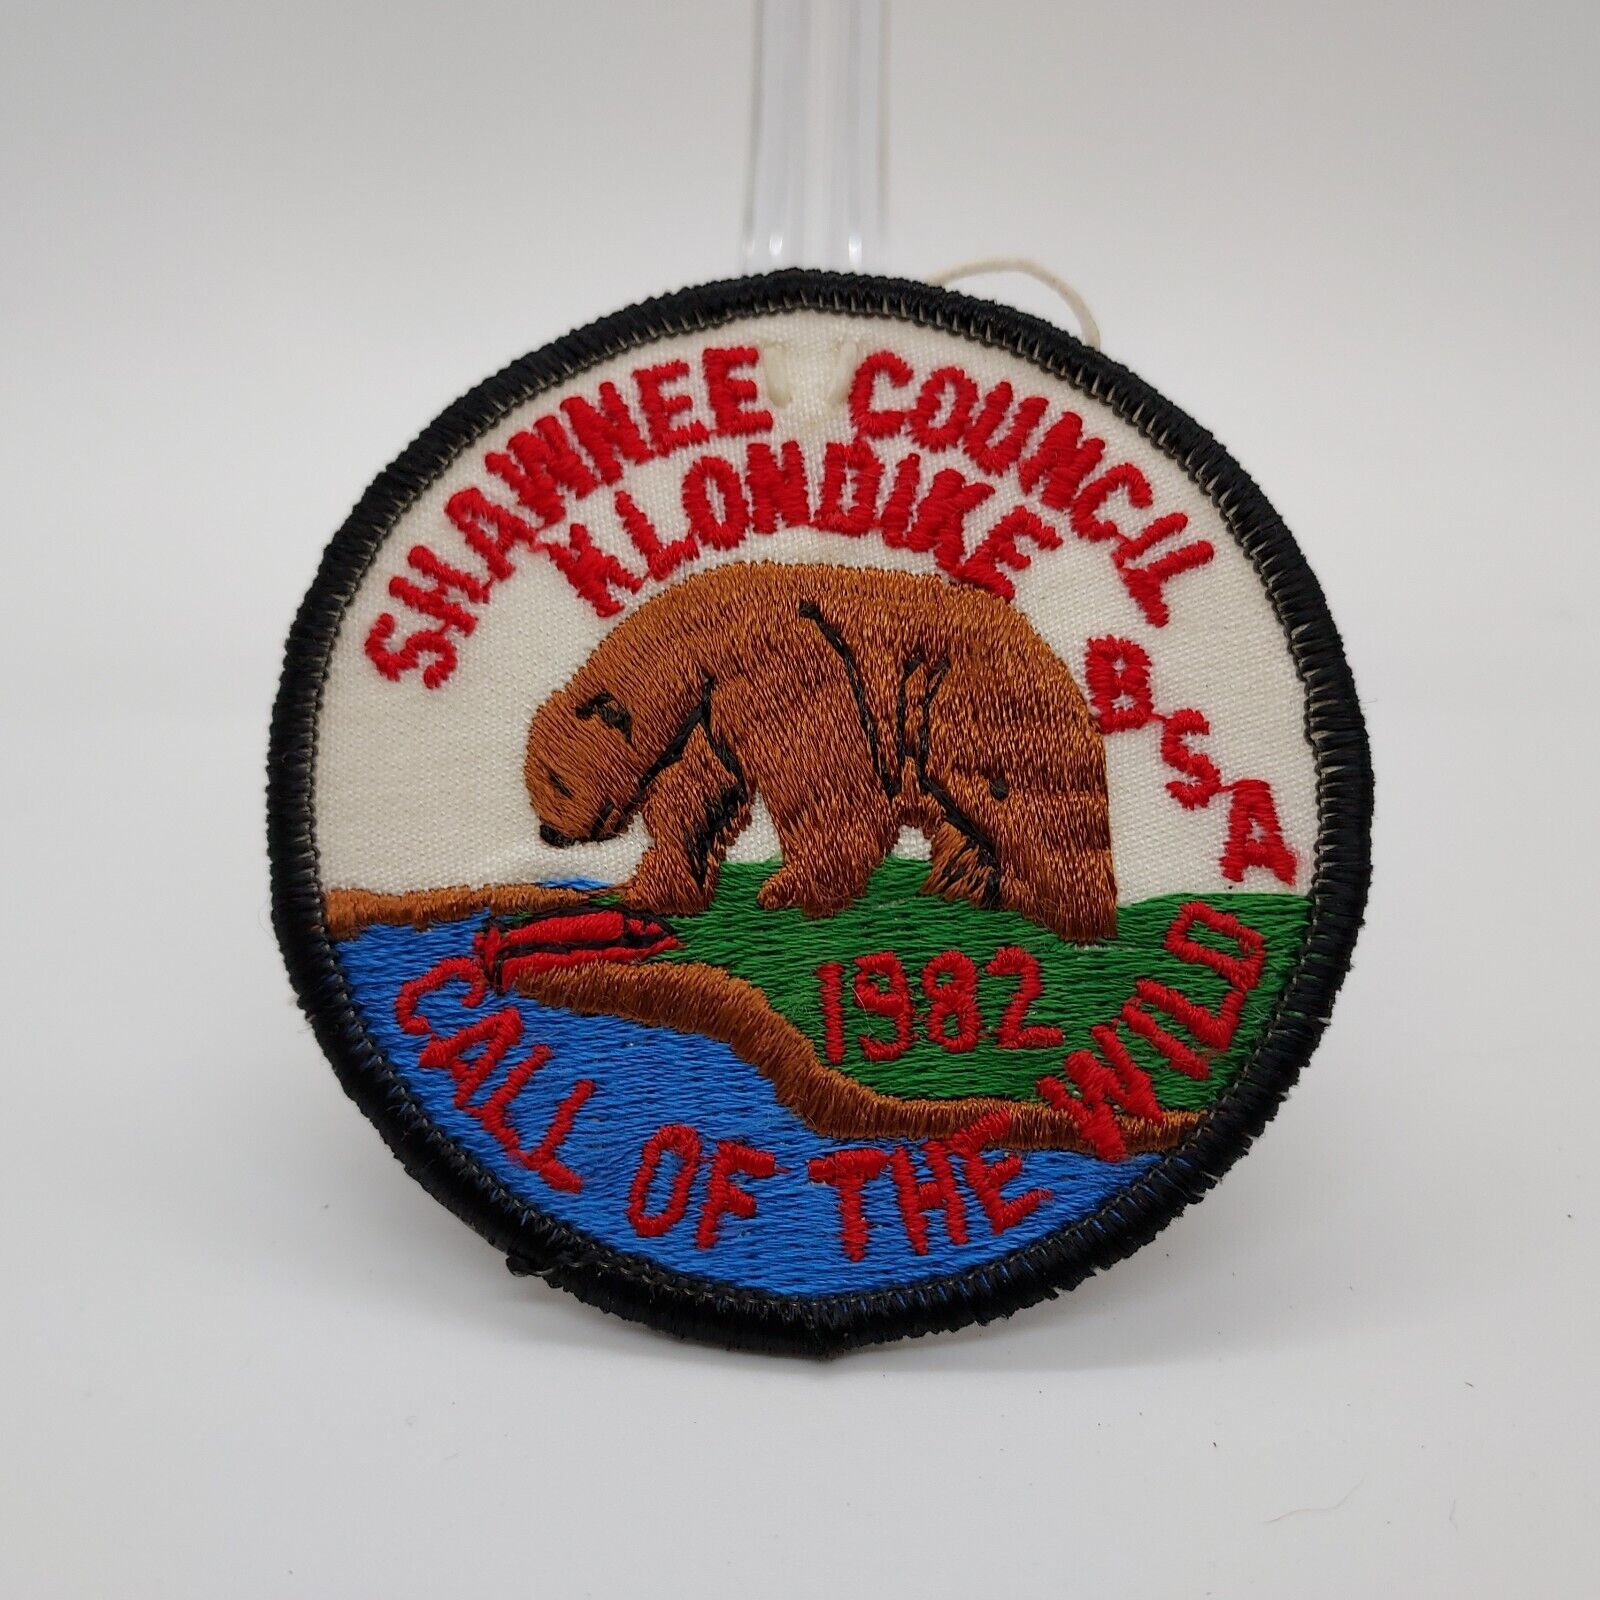 SHAWNEE COUNCIL BSA
KLONDIKE
1982
CALL OF THE WILD